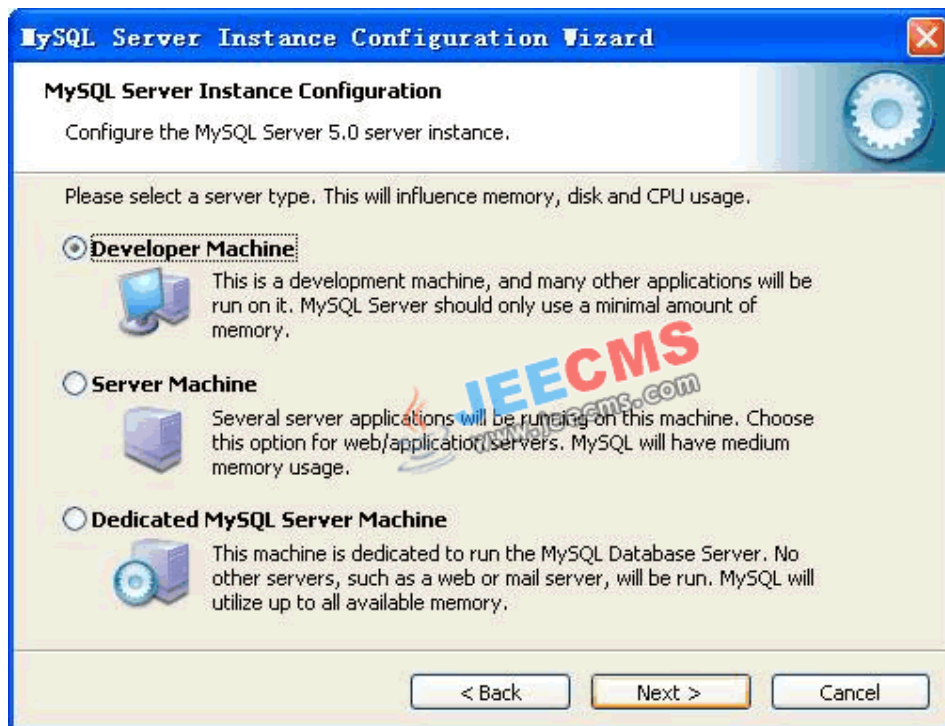 MySQL Server Instance Configuration Wizard
MySQL Server Instance Configuration
Configure the MySQL Server 5.0 server instance.
Please select a server type. This will influence memory, disk and CPU usage.
Developer Machine
This is a development machine, and many other applications will be
run on it. MySQL Server should only use a minimal amount of
memory.
JEECMS
www.jeecms.com
Server Machine
Several server applications will be running on this machine. Choose
this option for web/application servers. MySQL will have medium
memory usage.
Dedicated MySQL Server Machine
This machine is dedicated to run the MySQL Database Server. No
other servers, such as a web or mail server, will be run. MySQL will
utilize up to all available memory.
< Back
Next >
Cancel